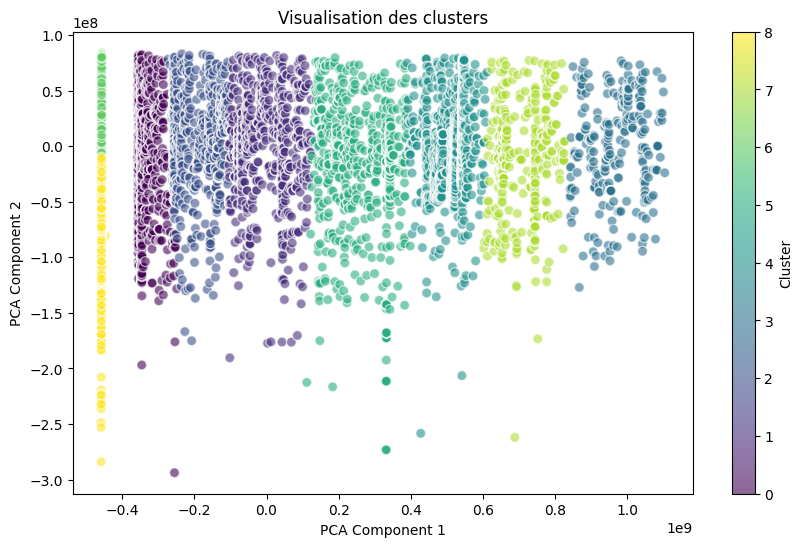 Visualisation des clusters
1e8
1.0
0.5
0.0
−0.5
−1.0
−1.5
−2.0
−2.5
−3.0
PCA Component 2
−0.4 −0.2 0.0 0.2 0.4 0.6 0.8 1.0
1e9
PCA Component 1
8
7
6
5
4
3
2
1
0
Cluster